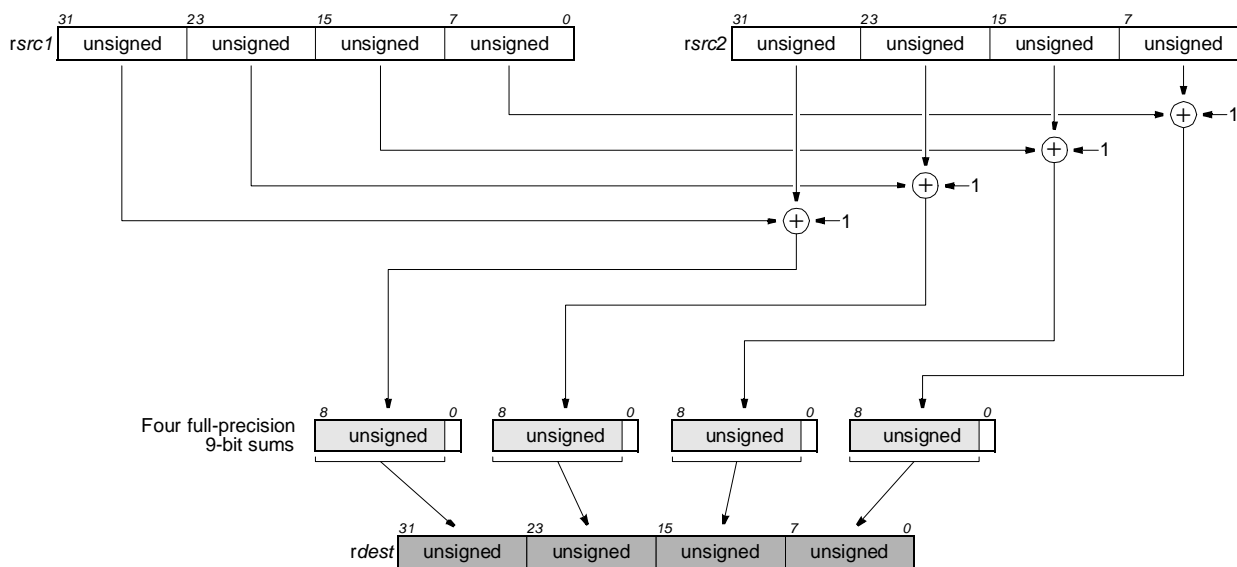 31 23 15 7 0 31 23 15 7
rsrc1 unsigned unsigned unsigned unsigned rsrc2 unsigned unsigned unsigned unsigned
+ 1
+ 1
+ 1
+ 1
8 0 8 0 8 0 8 0
Four full-precision unsigned unsigned unsigned unsigned
9-bit sums
31 23 15 7 0
rdest unsigned unsigned unsigned unsigned